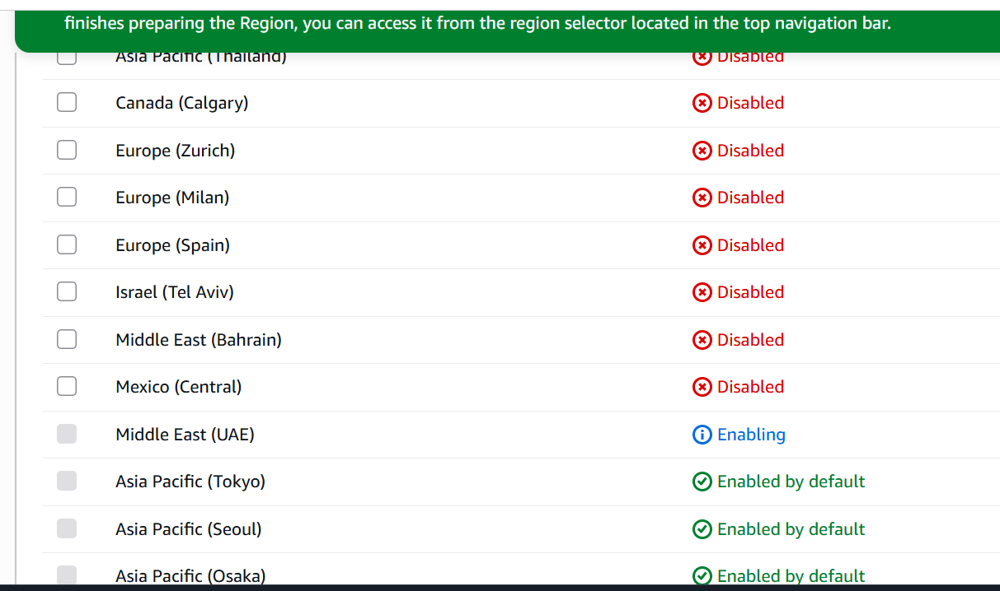 finishes preparing the Region, you can access it from the region selector located in the top navigation bar.
Asia Pacific (Thailand) Disabled
Canada (Calgary) Disabled
Europe (Zurich) Disabled
Europe (Milan) Disabled
Europe (Spain) Disabled
Israel (Tel Aviv) Disabled
Middle East (Bahrain) Disabled
Mexico (Central) Disabled
Middle East (UAE) Enabling
Asia Pacific (Tokyo) Enabled by default
Asia Pacific (Seoul) Enabled by default
Asia Pacific (Osaka) Enabled by default